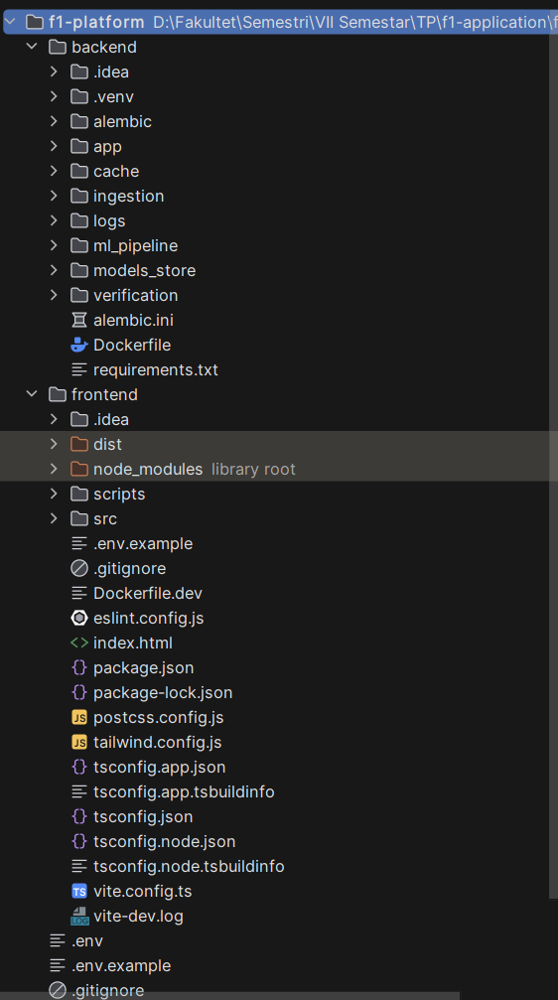 f1-platform D:\Fakultet\Semestri\VII Semestar\TP\f1-application\f
backend
.idea
.venv
alembic
app
cache
ingestion
logs
ml_pipeline
models_store
verification
alembic.ini
Dockerfile
requirements.txt
frontend
.idea
dist
node_modules library root
scripts
src
.env.example
.gitignore
Dockerfile.dev
eslint.config.js
index.html
package.json
package-lock.json
JS postcss.config.js
JS tailwind.config.js
tsconfig.app.json
tsconfig.app.tsbuildinfo
tsconfig.json
tsconfig.node.json
tsconfig.node.tsbuildinfo
TS vite.config.ts
LOG vite-dev.log
.env
.env.example
.gitignore